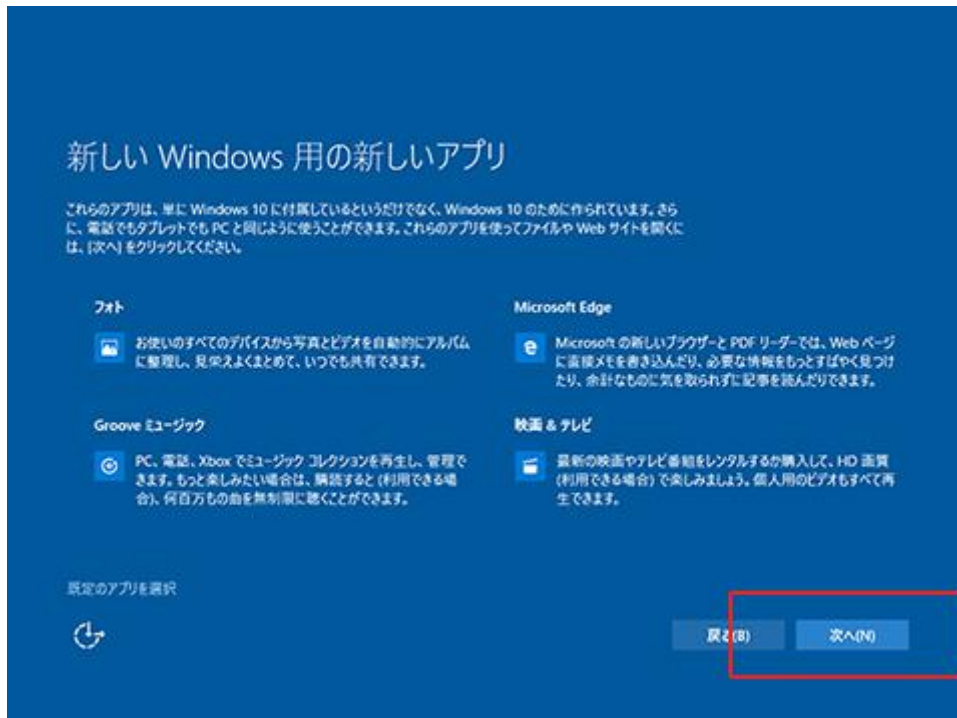 新しい Windows 用の新しいアプリ
これらのアプリは、単に Windows 10 に付属しているというだけでなく、Windows 10 のために作られています。さら
に、電話でもタブレットでも PC と同じように使うことができます。これらのアプリを使ってファイルや Web サイトを開くに
は、[次へ] をクリックしてください。
フォト
お使いのすべてのデバイスから写真とビデオを自動的にアルバム
に整理し、見栄えよくまとめて、いつでも共有できます。
Microsoft Edge
Microsoft の新しいブラウザーと PDF リーダーでは、Web ページ
に直接メモを書き込んだり、必要な情報をもっとすばやく見つけ
たり、余計なものに気を取られずに記事を読んだりできます。
Groove ミュージック
PC、電話、Xbox でミュージック コレクションを再生し、管理で
きます。もっと楽しみたい場合は、購読すると (利用できる場
合)、何百万もの曲を無制限に聴くことができます。
映画 & テレビ
最新の映画やテレビ番組をレンタルするか購入して、HD 画質
(利用できる場合) で楽しみましょう。個人用のビデオもすべて再
生できます。
既定のアプリを選択
戻る(B)
次へ(N)